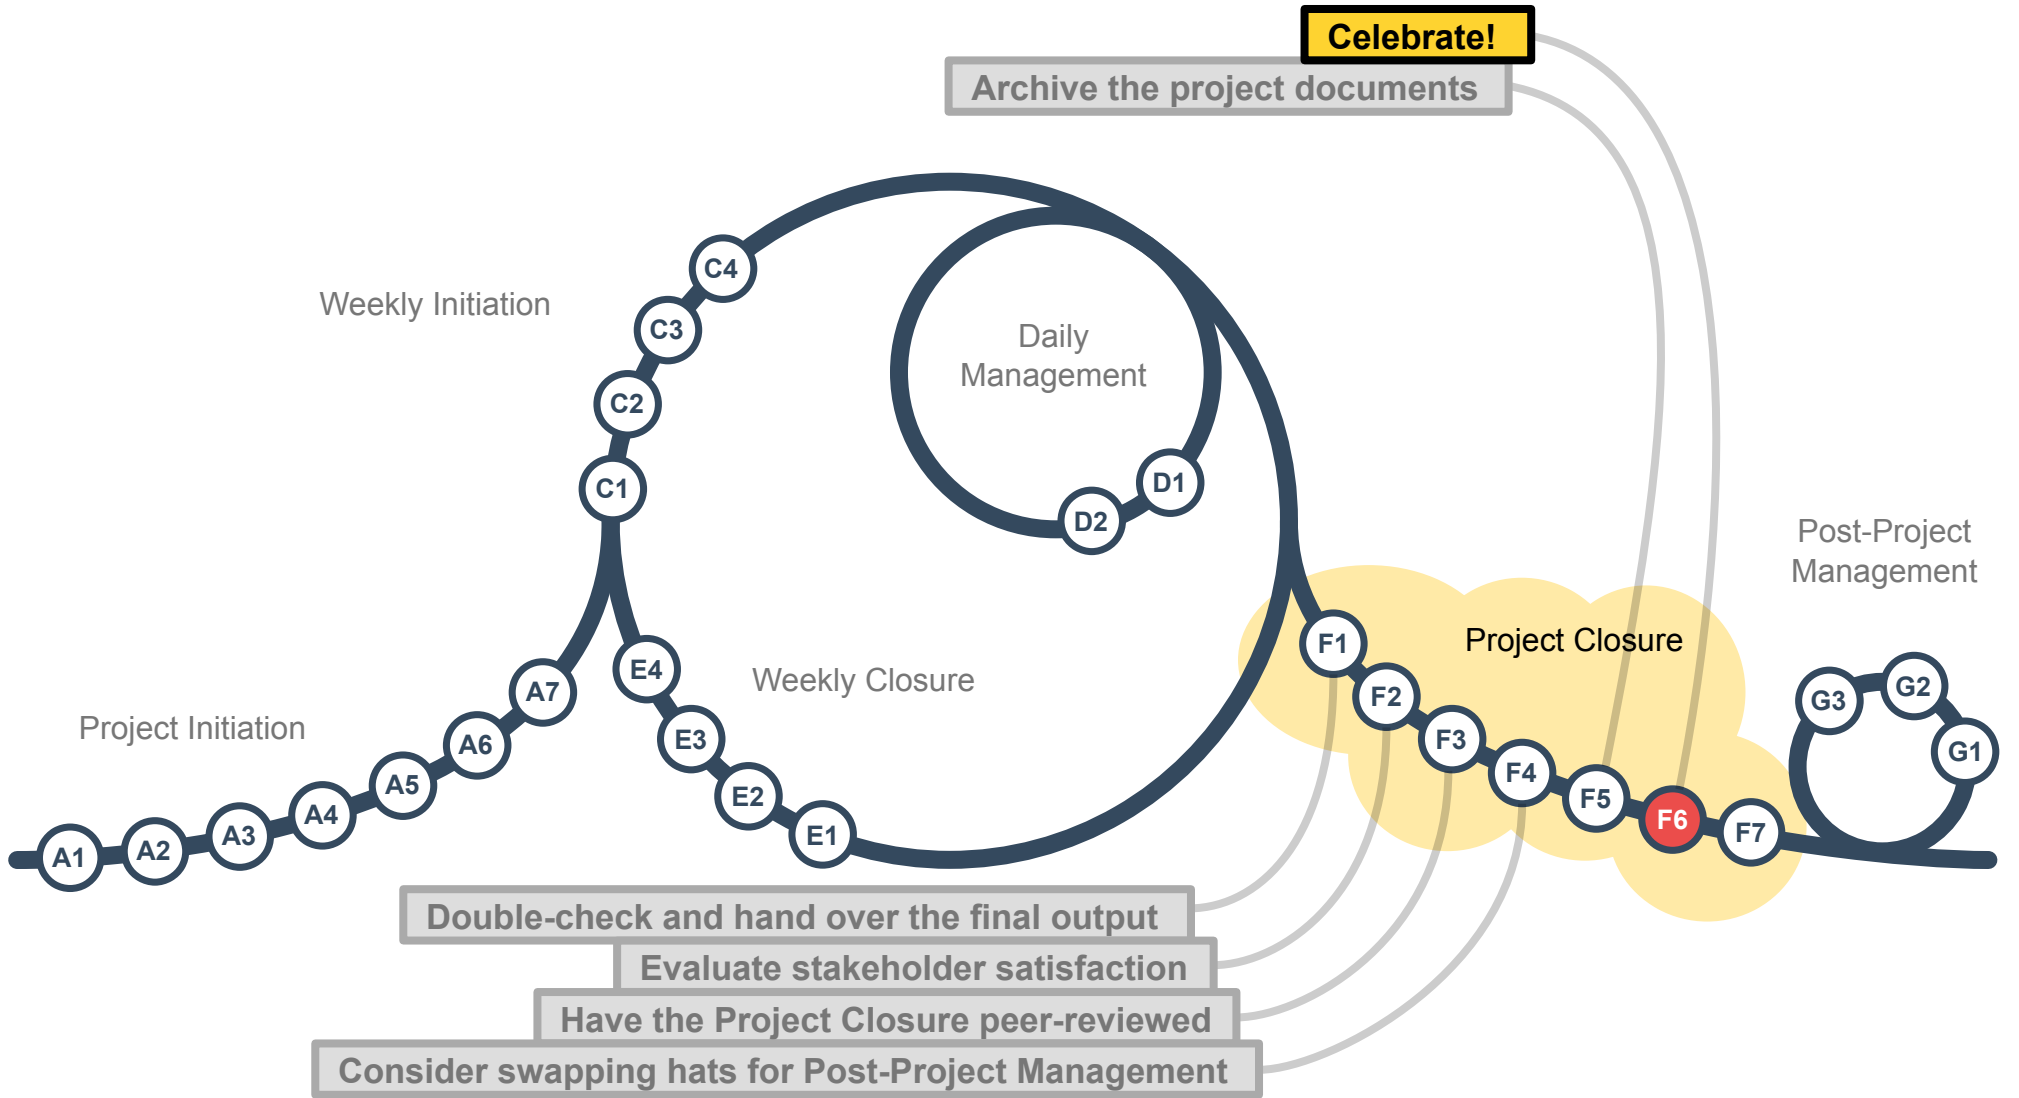 Celebrate!
Archive the project documents
Weekly Initiation
C4
C3
C2
C1
Daily
Management
D1
D2
Post-Project
Management
Project Closure
Weekly Closure
Project Initiation
A1
A2
A3
A4
A5
A6
A7
E4
E3
E2
E1
F1
F2
F3
F4
F5
F6
F7
G3
G2
G1
Double-check and hand over the final output
Evaluate stakeholder satisfaction
Have the Project Closure peer-reviewed
Consider swapping hats for Post-Project Management